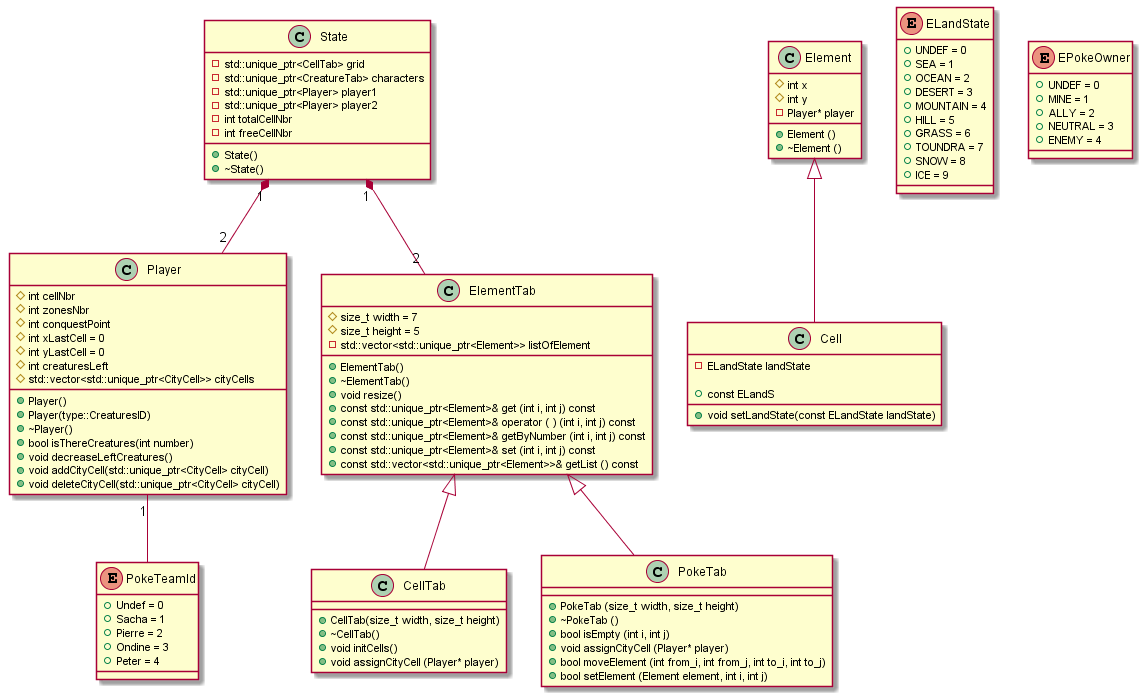 C State
std::unique_ptr<CellTab> grid
std::unique_ptr<CreatureTab> characters
std::unique_ptr<Player> player1
std::unique_ptr<Player> player2
int totalCellNbr
int freeCellNbr
State()
~State()
1
1
2
2
C Player
int cellNbr
int zonesNbr
int conquestPoint
int xLastCell = 0
int yLastCell = 0
int creaturesLeft
std::vector<std::unique_ptr<CityCell>> cityCells
Player()
Player(type::CreaturesID)
~Player()
bool isThereCreatures(int number)
void decreaseLeftCreatures()
void addCityCell(std::unique_ptr<CityCell> cityCell)
void deleteCityCell(std::unique_ptr<CityCell> cityCell)
1
E PokeTeamId
Undef = 0
Sacha = 1
Pierre = 2
Ondine = 3
Peter = 4
C ElementTab
size_t width = 7
size_t height = 5
std::vector<std::unique_ptr<Element>> listOfElement
ElementTab()
~ElementTab()
void resize()
const std::unique_ptr<Element>& get (int i, int j) const
const std::unique_ptr<Element>& operator ( ) (int i, int j) const
const std::unique_ptr<Element>& getByNumber (int i, int j) const
const std::unique_ptr<Element>& set (int i, int j) const
const std::vector<std::unique_ptr<Element>>& getList () const
C CellTab
CellTab(size_t width, size_t height)
~CellTab()
void initCells()
void assignCityCell (Player* player)
C PokeTab
PokeTab (size_t width, size_t height)
~PokeTab ()
bool isEmpty (int i, int j)
void assignCityCell (Player* player)
bool moveElement (int from_i, int from_j, int to_i, int to_j)
bool setElement (Element element, int i, int j)
C Element
int x
int y
Player* player
Element ()
~Element ()
C Cell
ELandState landState
const ELandS
void setLandState(const ELandState landState)
E ELandState
UNDEF = 0
SEA = 1
OCEAN = 2
DESERT = 3
MOUNTAIN = 4
HILL = 5
GRASS = 6
TOUNDRA = 7
SNOW = 8
ICE = 9
E EPokeOwner
UNDEF = 0
MINE = 1
ALLY = 2
NEUTRAL = 3
ENEMY = 4